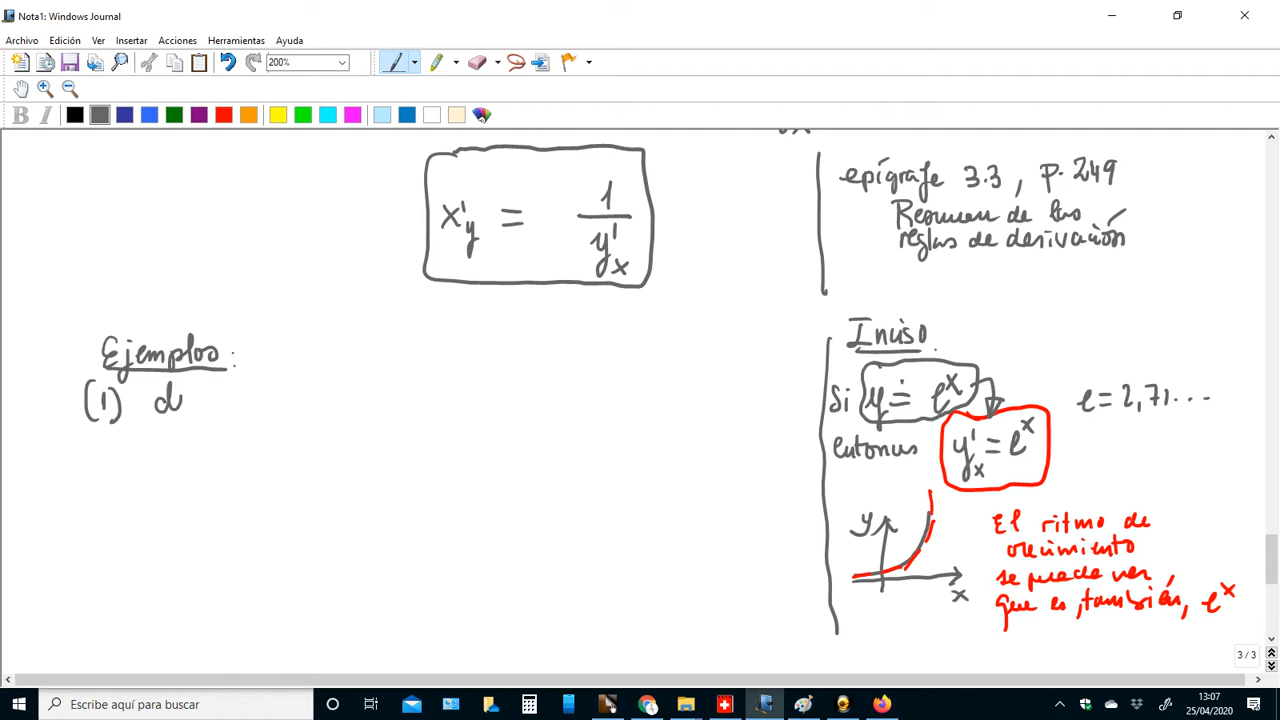 Nota1: Windows Journal
Archivo Edición Ver Insertar Acciones Herramientas Ayuda
200%
B I
x'y = 1/y'x
epígrafe 3.3, p. 249
Resumen de las
reglas de derivación
Ejemplos:
(1) d
Inciso.
Si y = e^x e = 2,71...
entonces y'x = e^x
y
x
El ritmo de
crecimiento
se puede ver
que es, también, e^x
3 / 3
Escribe aquí para buscar
13:07
25/04/2020